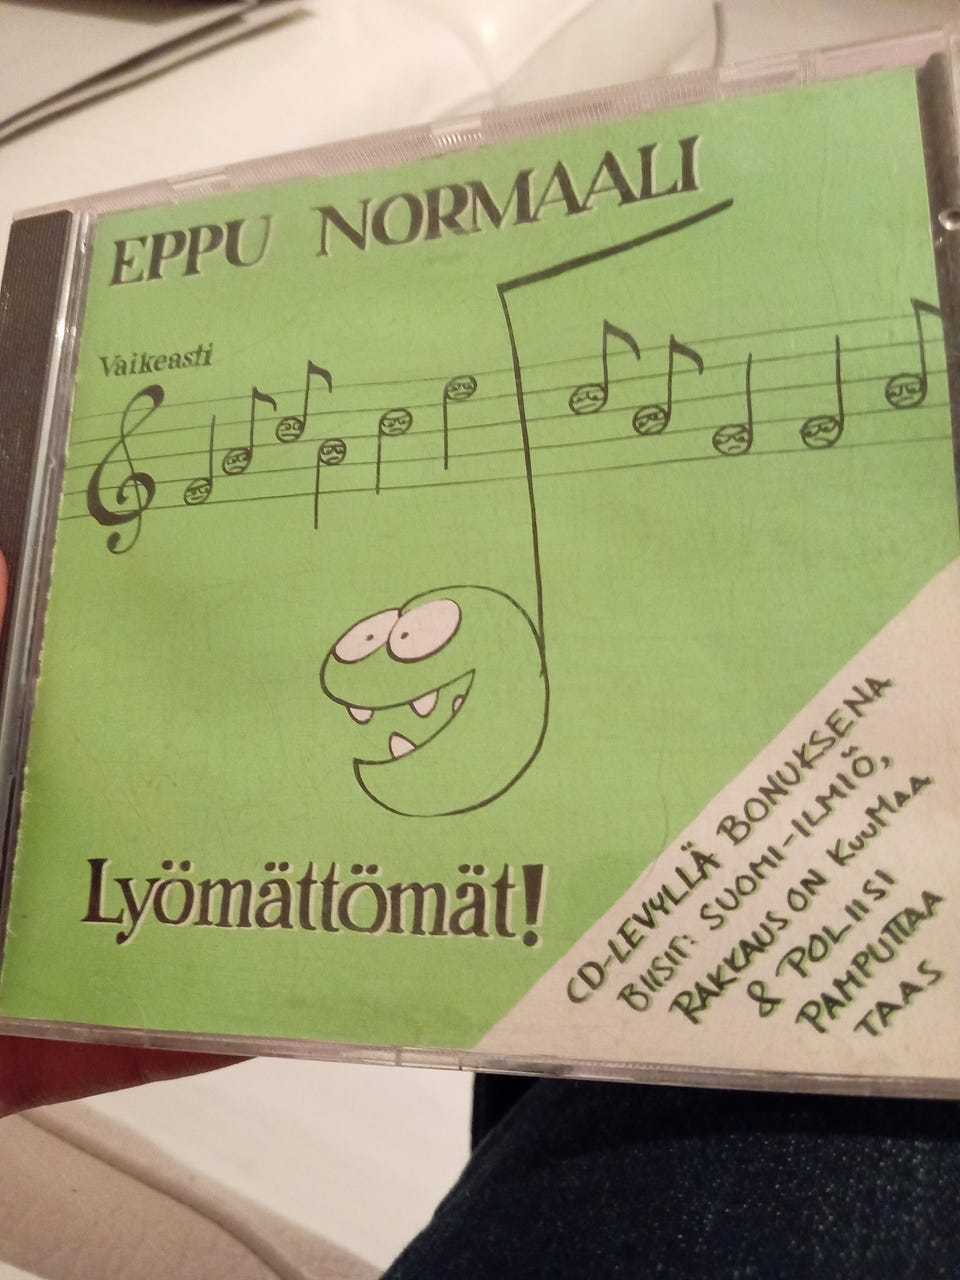 EPPU NORMAALI
Vaikeasti
Lyömättömät!
CD-LEVYLLÄ BONUKSENA
BIISIT: SUOMI-ILMIÖ,
RAKKAUS ON KUUMAA
& POLIISI
PAMPUTTAA
TAAS